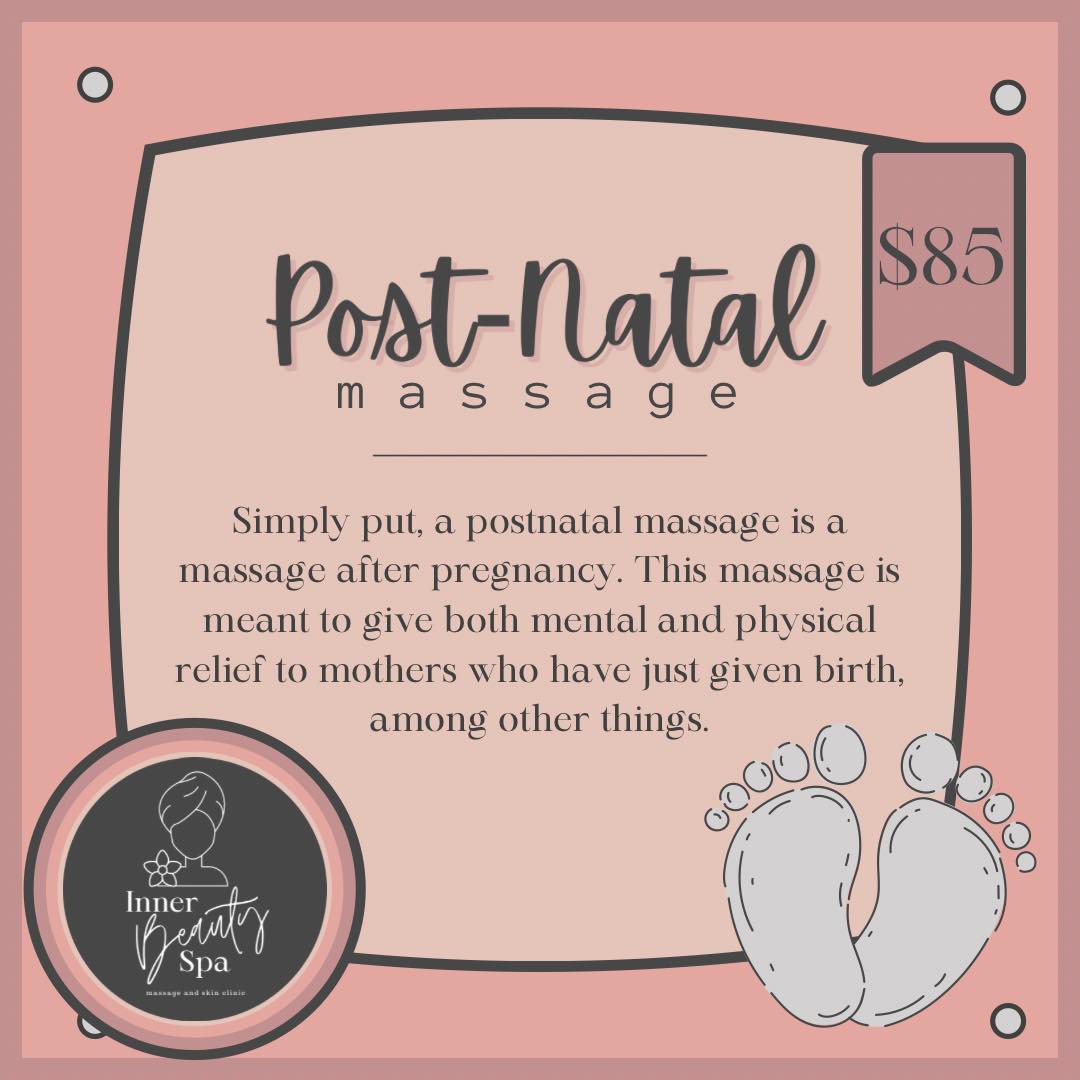 $85
Post-Natal
massage
Simply put, a postnatal massage is a
massage after pregnancy. This massage is
meant to give both mental and physical
relief to mothers who have just given birth,
among other things.
Inner
Beauty
Spa
massage and skin clinic